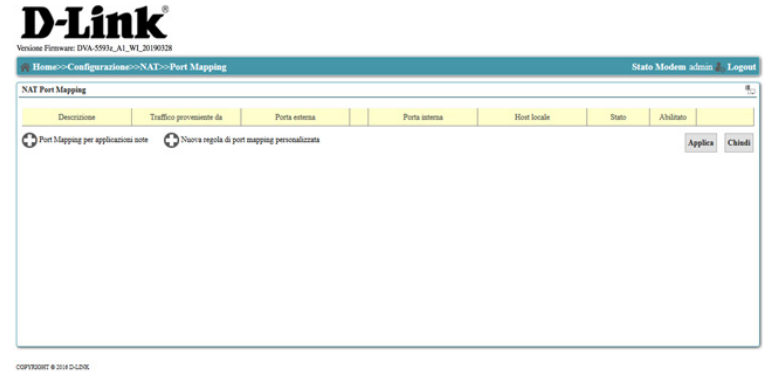 D-Link®
Versione Firmware: DVA-5593z_A1_WI_20190328
Home>>Configurazione>>NAT>>Port Mapping Stato Modem admin Logout
NAT Port Mapping
Descrizione Traffico proveniente da Porta esterna Porta interna Host locale Stato Abilitato
Port Mapping per applicazioni note Nuova regola di port mapping personalizzata Applica Chiudi
COPYRIGHT © 2016 D-LINK